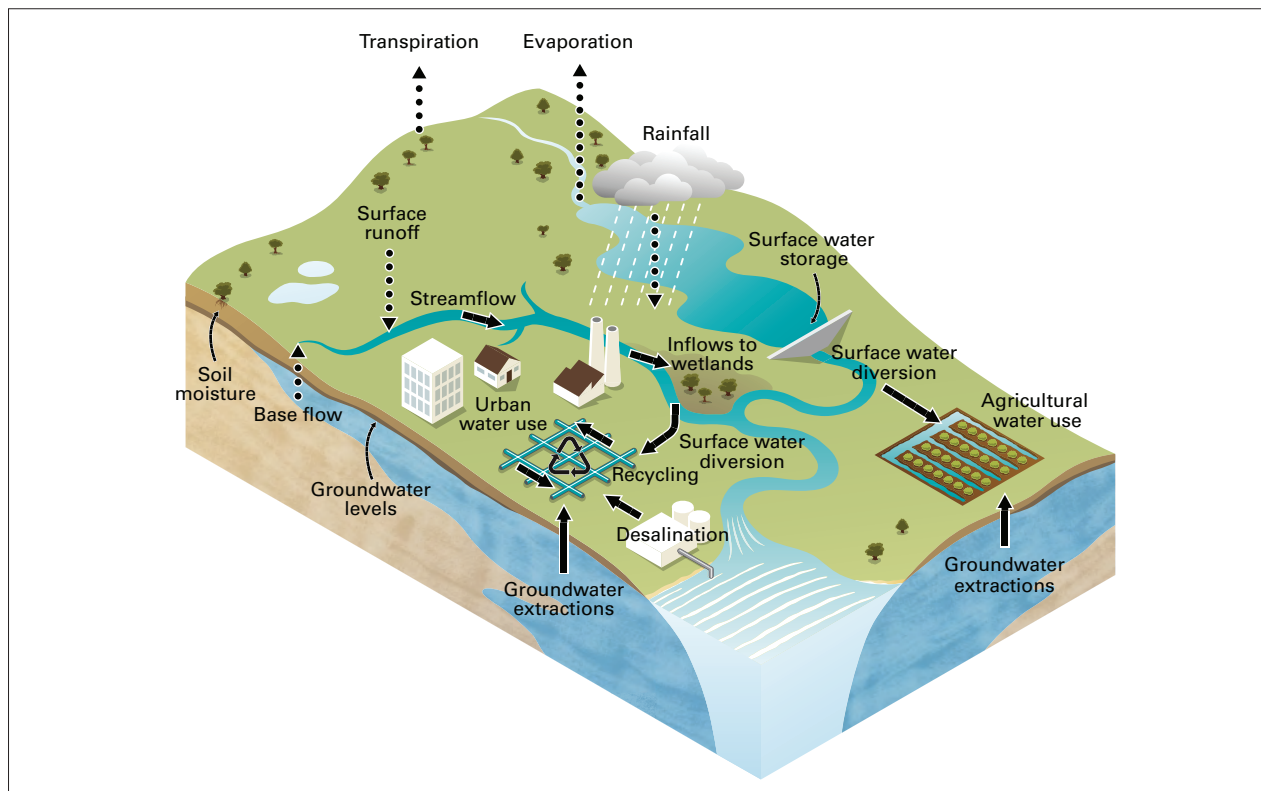 Transpiration
Evaporation
Rainfall
Surface
runoff
Surface water
storage
Streamflow
Inflows to
wetlands
Surface water
diversion
Soil
moisture
Base flow
Urban
water use
Agricultural
water use
Surface water
diversion
Recycling
Groundwater
levels
Desalination
Groundwater
extractions
Groundwater
extractions